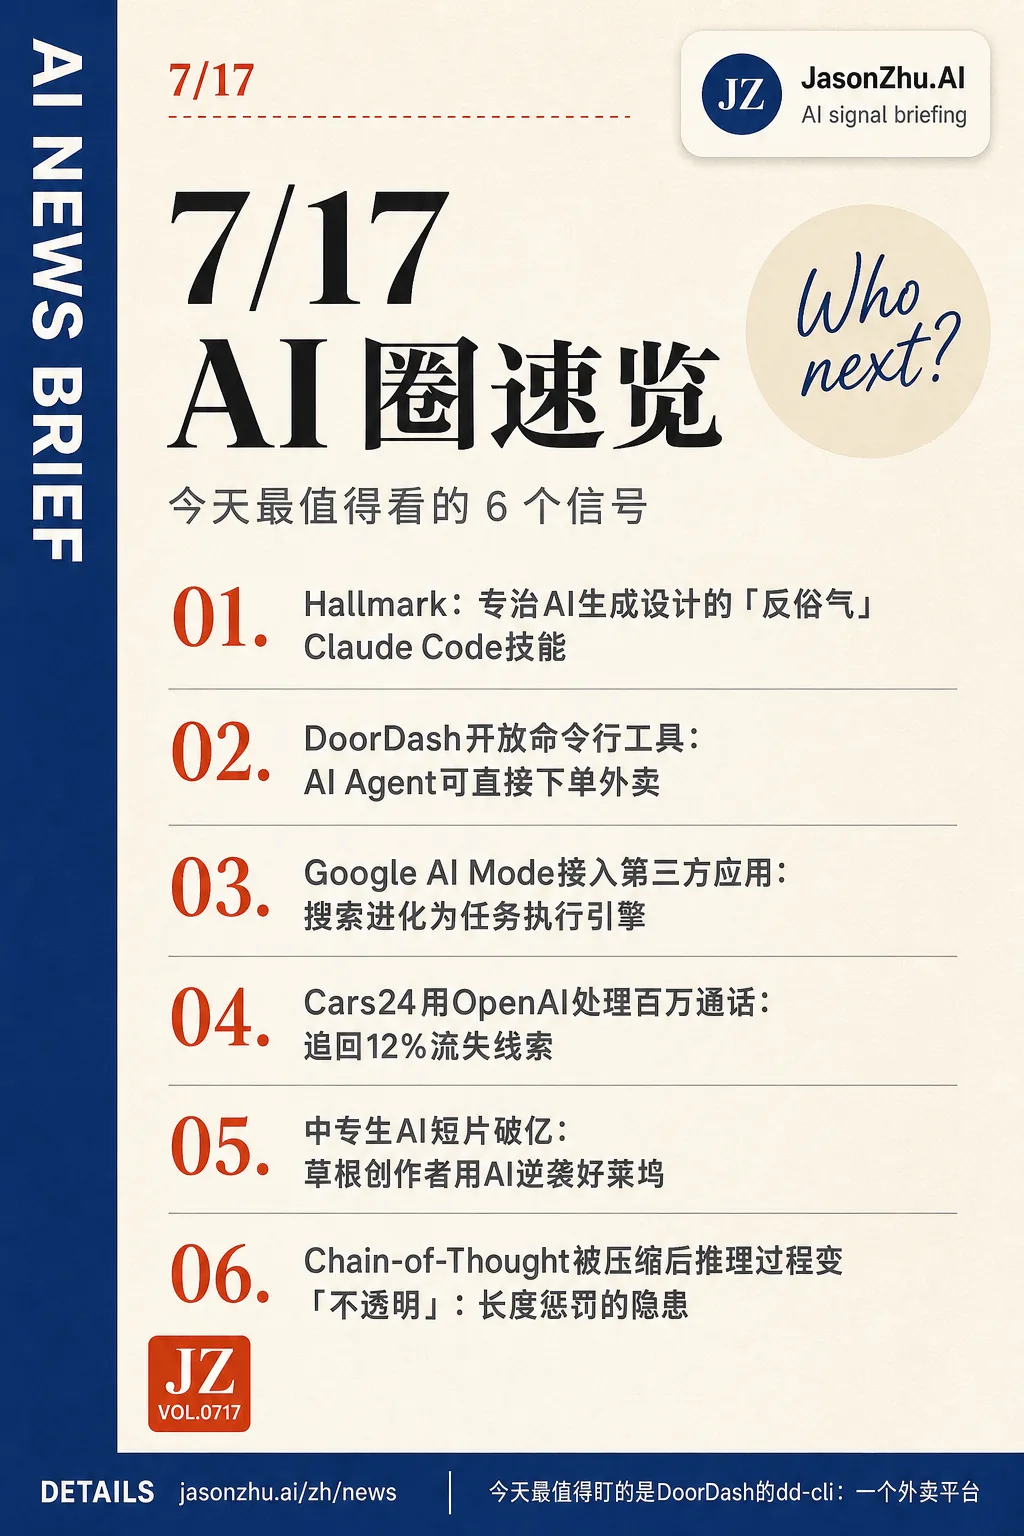 AI NEWS BRIEF
7/17
JZ
JasonZhu.AI
AI signal briefing
7/17
AI 圈速览
Who
next?
今天最值得看的 6 个信号
01.
Hallmark：专治AI生成设计的「反俗气」
Claude Code技能
02.
DoorDash开放命令行工具：
AI Agent可直接下单外卖
03.
Google AI Mode接入第三方应用：
搜索进化为任务执行引擎
04.
Cars24用OpenAI处理百万通话：
追回12%流失线索
05.
中专生AI短片破亿：
草根创作者用AI逆袭好莱坞
06.
Chain-of-Thought被压缩后推理过程变
「不透明」：长度惩罚的隐患
JZ
VOL.0717
DETAILS jasonzhu.ai/zh/news
今天最值得盯的是DoorDash的dd-cli：一个外卖平台